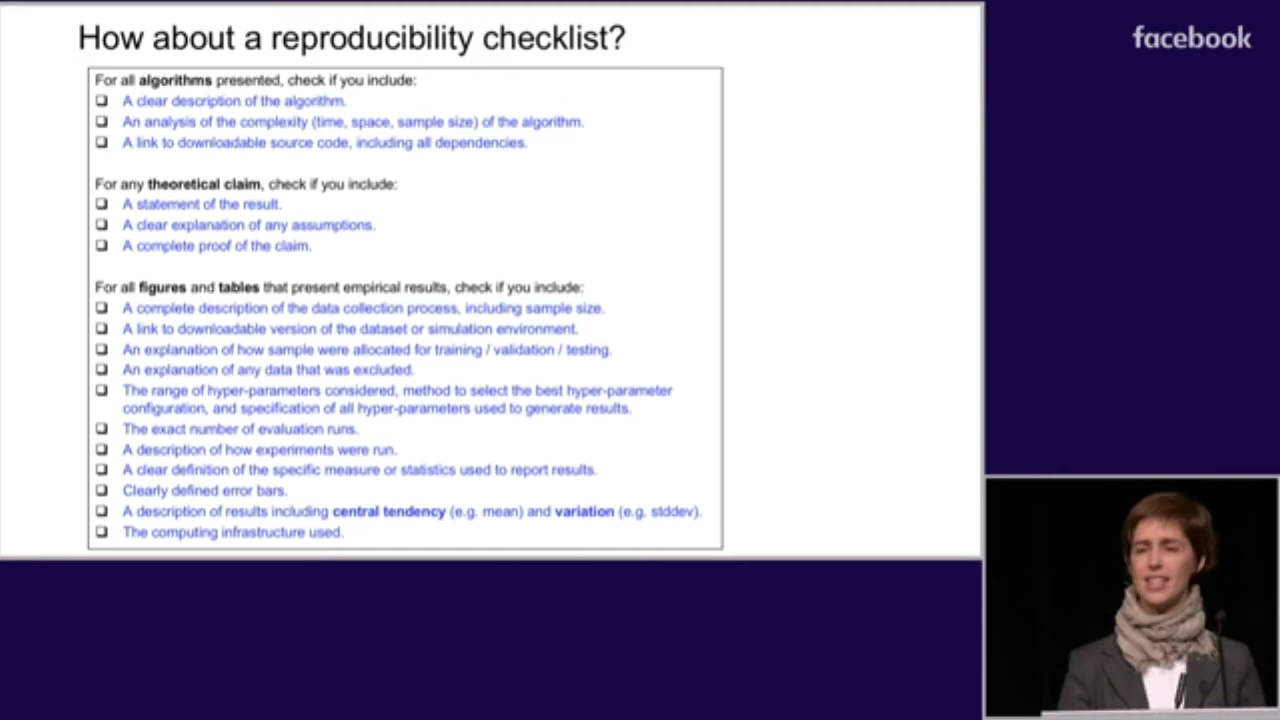 How about a reproducibility checklist?
facebook
For all algorithms presented, check if you include:
A clear description of the algorithm.
An analysis of the complexity (time, space, sample size) of the algorithm.
A link to downloadable source code, including all dependencies.
For any theoretical claim, check if you include:
A statement of the result.
A clear explanation of any assumptions.
A complete proof of the claim.
For all figures and tables that present empirical results, check if you include:
A complete description of the data collection process, including sample size.
A link to downloadable version of the dataset or simulation environment.
An explanation of how sample were allocated for training / validation / testing.
An explanation of any data that was excluded.
The range of hyper-parameters considered, method to select the best hyper-parameter
configuration, and specification of all hyper-parameters used to generate results.
The exact number of evaluation runs.
A description of how experiments were run.
A clear definition of the specific measure or statistics used to report results.
Clearly defined error bars.
A description of results including central tendency (e.g. mean) and variation (e.g. stddev).
The computing infrastructure used.